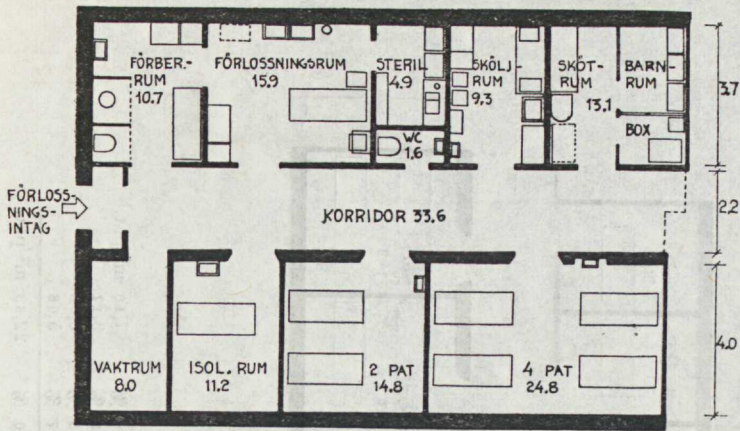 FÖRBER.-
RUM
10.7
FÖRLOSSNINGSRUM
15.9
STERIL
4.9
SKÖLJ-
RUM
9.3
SKÖT-
RUM
13.1
BARN-
RUM
BOX
WC
1.6
3.7
FÖRLOSS-
NINGS-
INTAG
KORRIDOR 33.6
2.2
VAKTRUM
8.0
ISOL. RUM
11.2
2 PAT
14.8
4 PAT
24.8
4.0